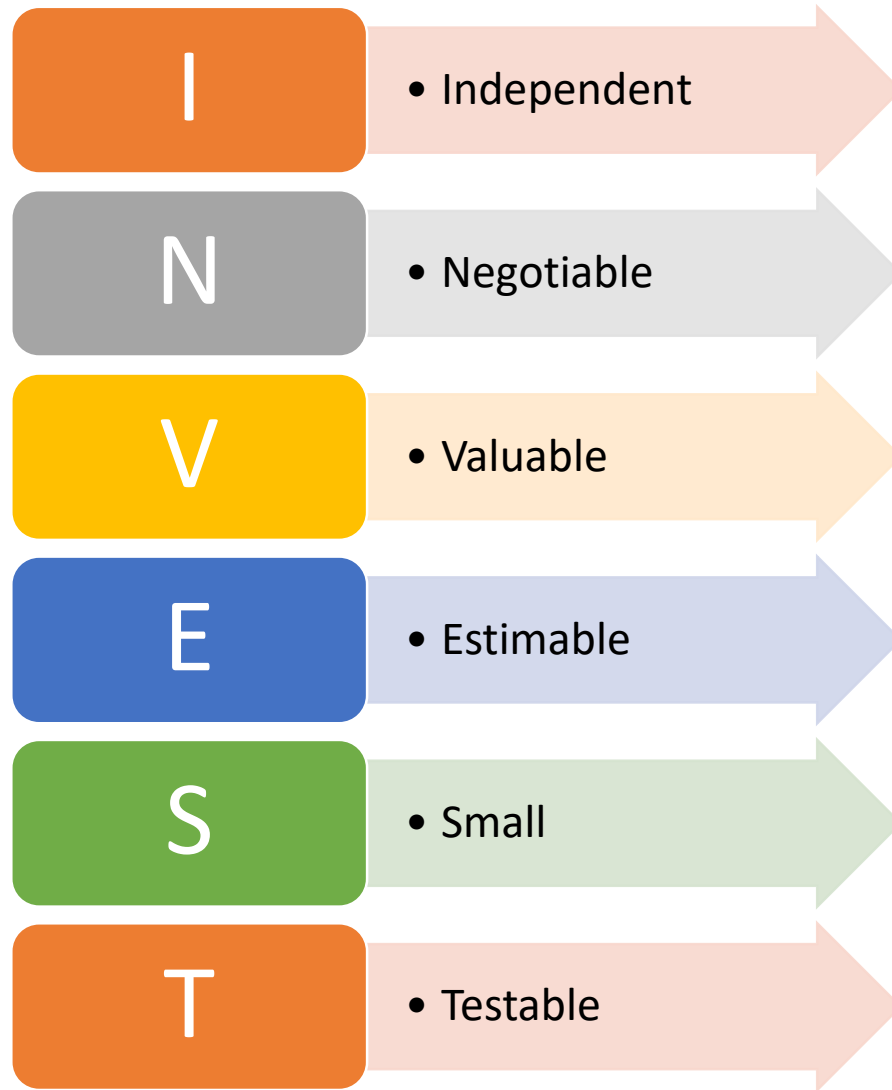 I
• Independent
N
• Negotiable
V
• Valuable
E
• Estimable
S
• Small
T
• Testable